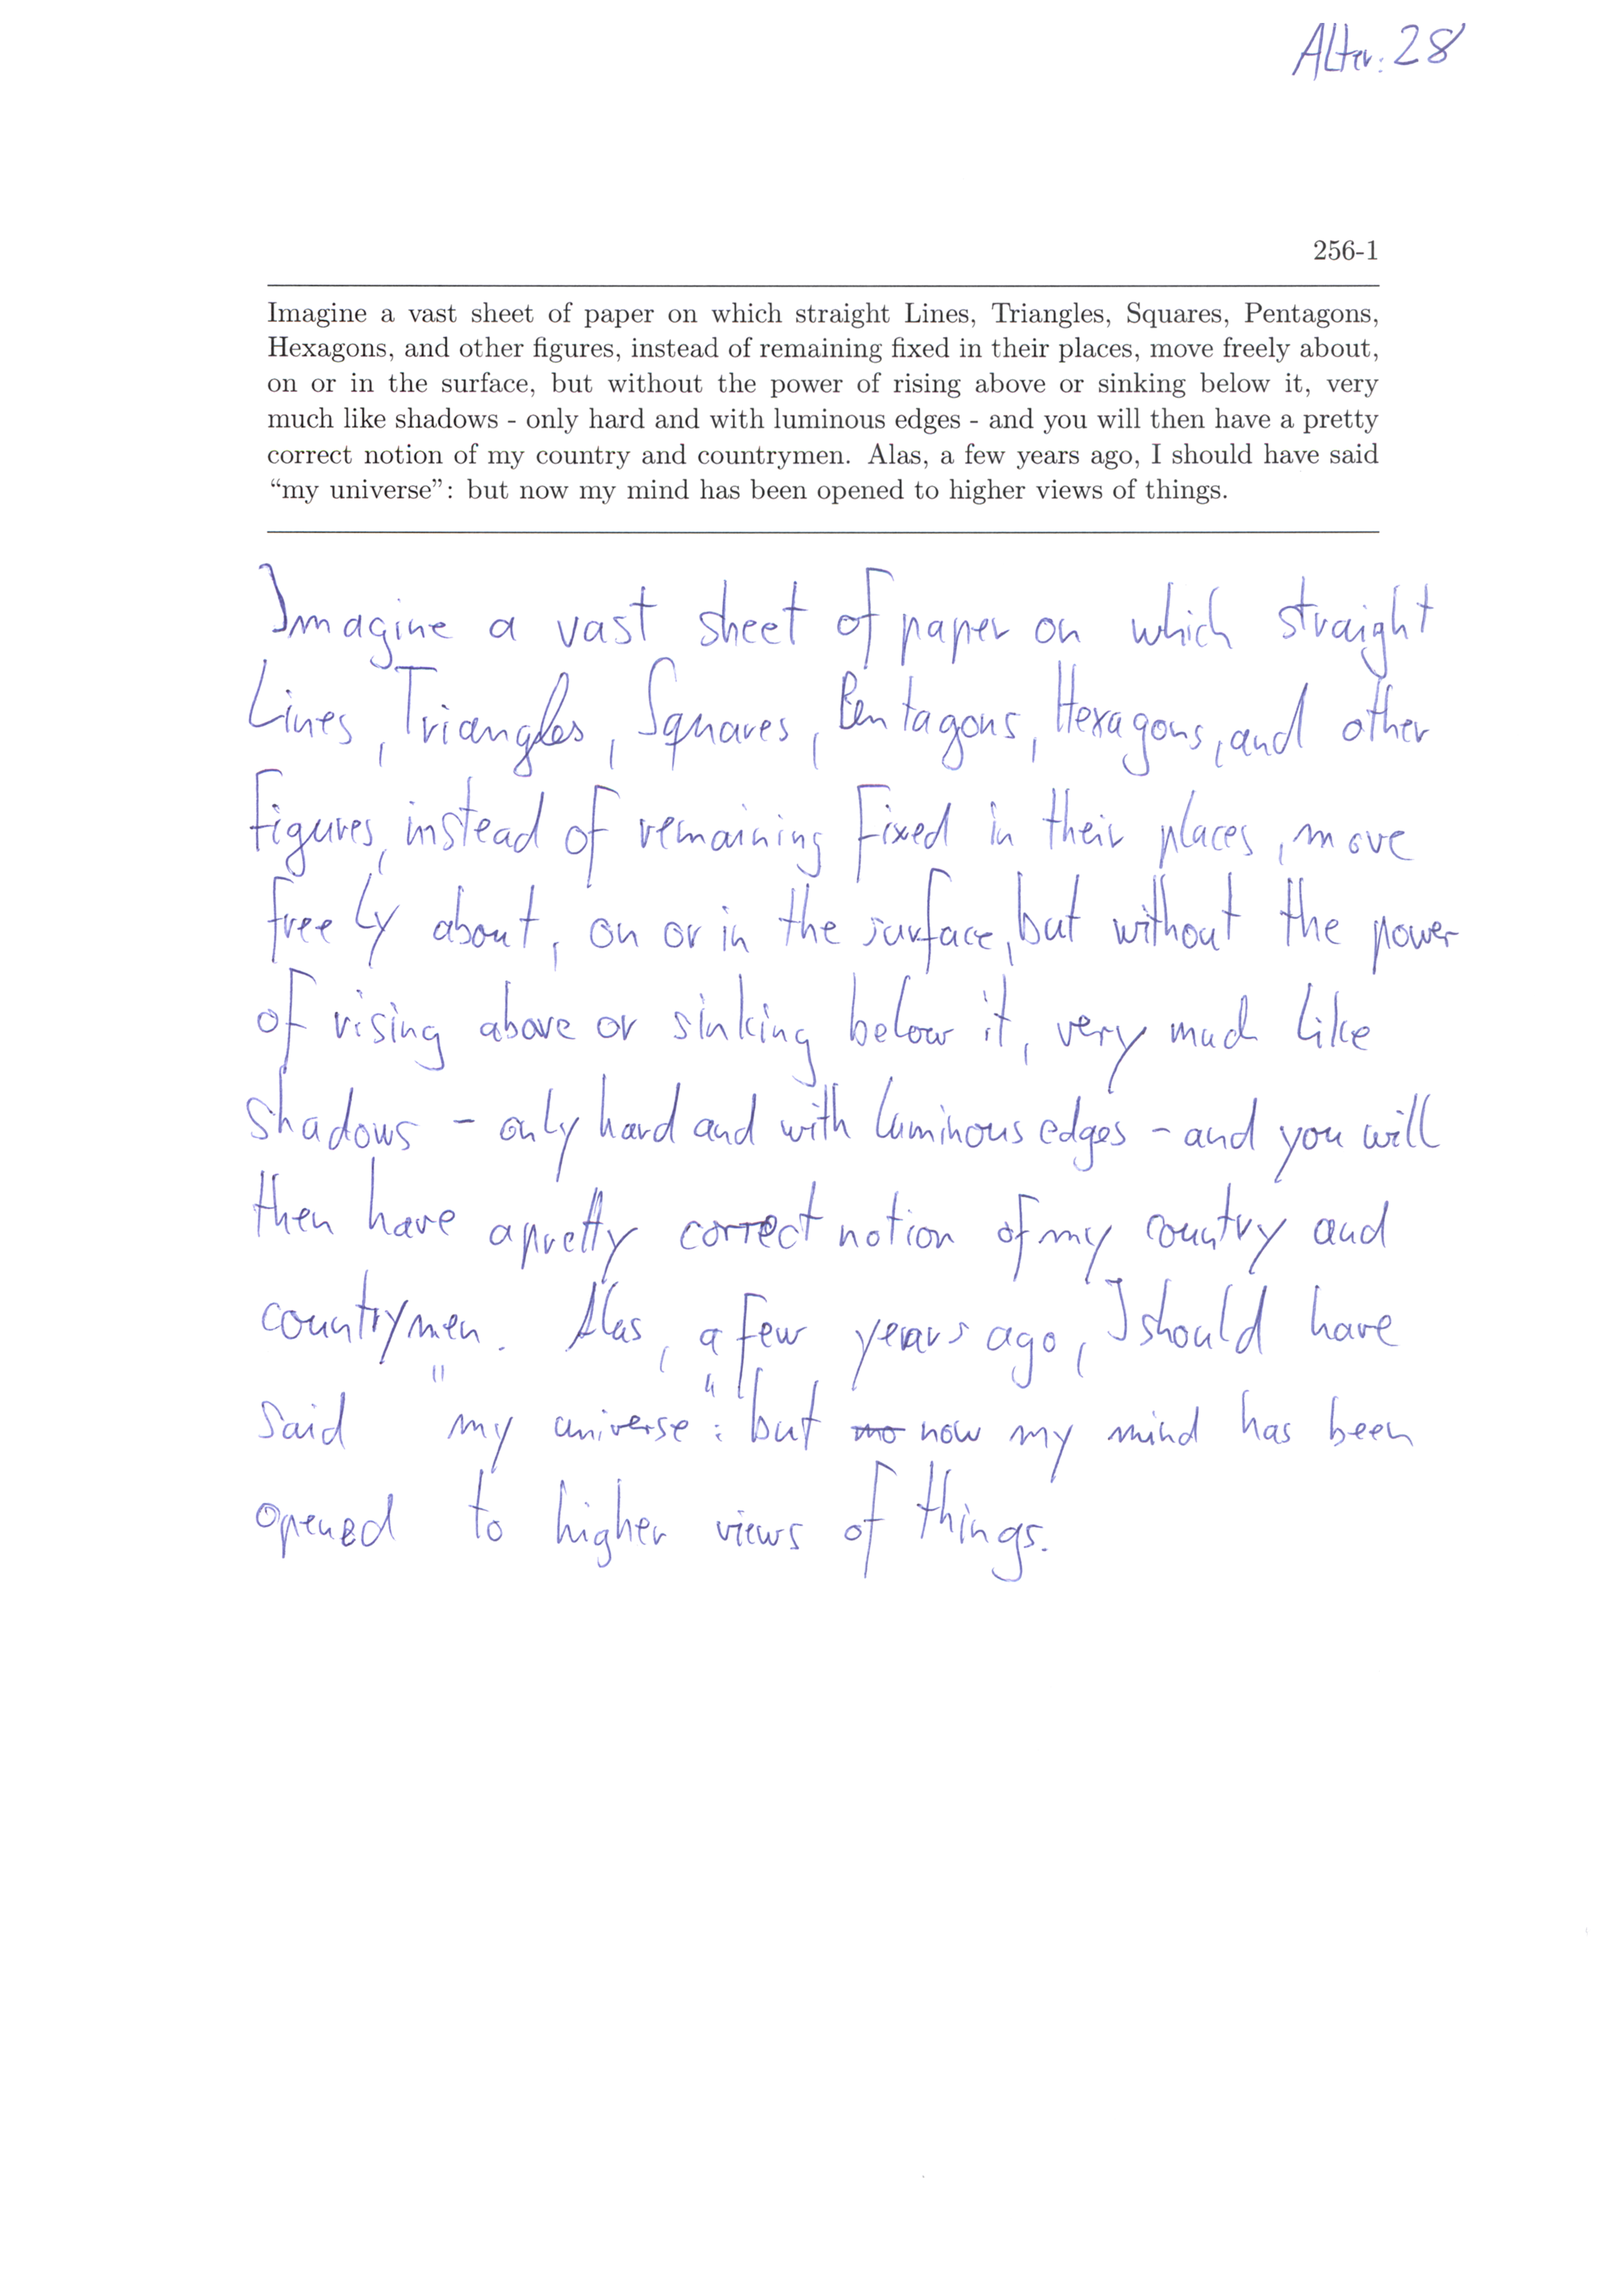 Alter: 28
256-1
Imagine a vast sheet of paper on which straight Lines, Triangles, Squares, Pentagons,
Hexagons, and other figures, instead of remaining fixed in their places, move freely about,
on or in the surface, but without the power of rising above or sinking below it, very
much like shadows - only hard and with luminous edges - and you will then have a pretty
correct notion of my country and countrymen. Alas, a few years ago, I should have said
“my universe”: but now my mind has been opened to higher views of things.
Imagine a vast sheet of paper on which straight
Lines, Triangles, Squares, Pentagons, Hexagons, and other
figures, instead of remaining fixed in their places, move
freely about, on or in the surface, but without the power
of rising above or sinking below it, very much like
shadows - only hard and with luminous edges - and you will
then have a pretty correct notion of my country and
countrymen. Alas, a few years ago, I should have
said "my universe": but mo now my mind has been
opened to higher views of things.